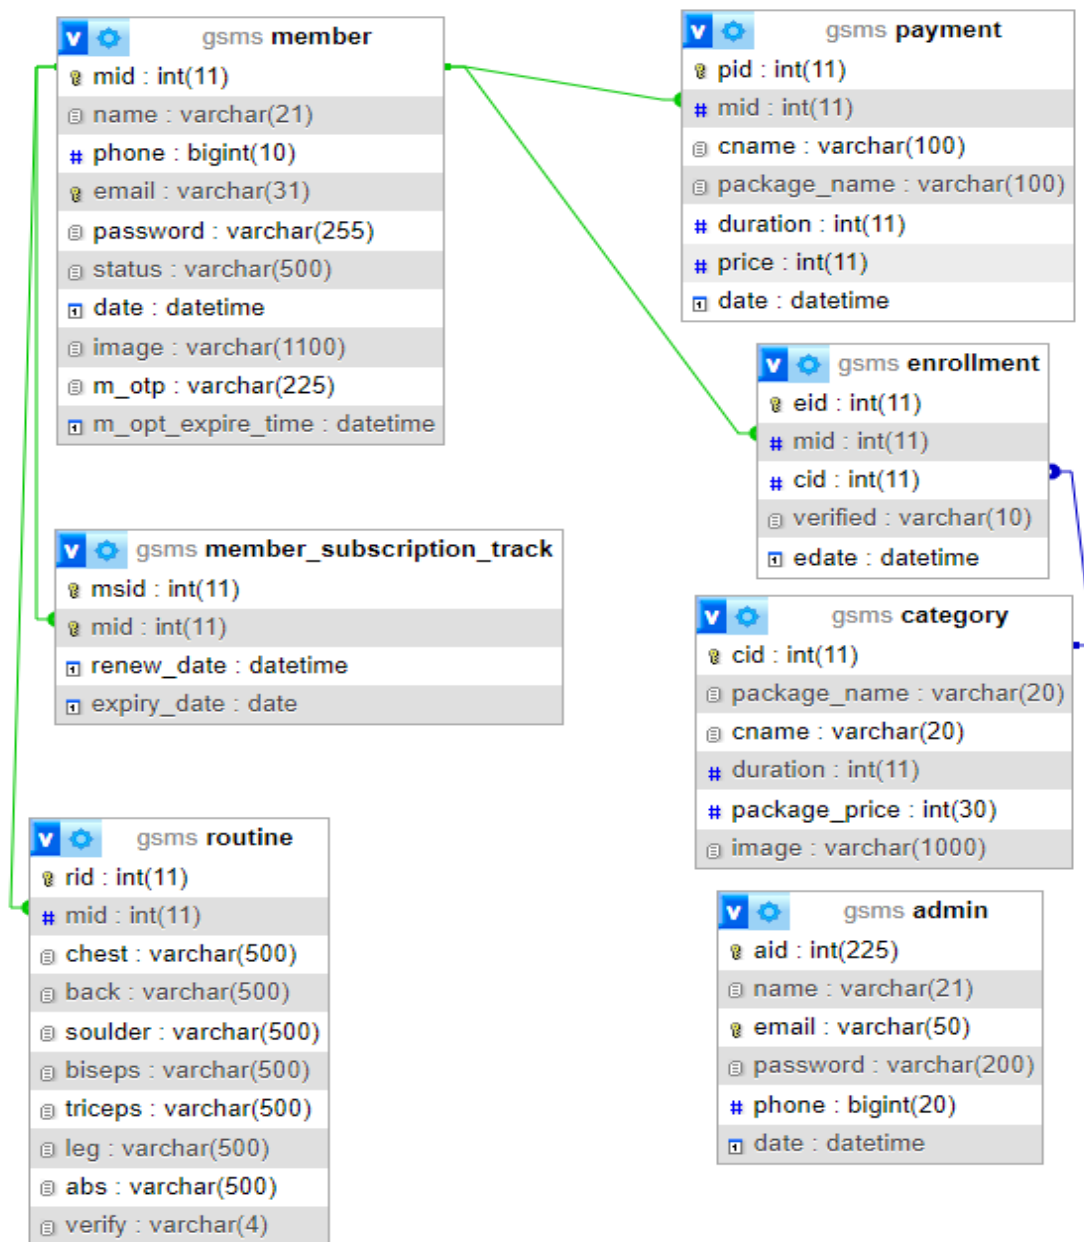 gsms member
mid : int(11)
name : varchar(21)
# phone : bigint(10)
email : varchar(31)
password : varchar(255)
status : varchar(500)
date : datetime
image : varchar(1100)
m_otp : varchar(225)
m_opt_expire_time : datetime
gsms payment
pid : int(11)
# mid : int(11)
cname : varchar(100)
package_name : varchar(100)
# duration : int(11)
# price : int(11)
date : datetime
gsms enrollment
eid : int(11)
# mid : int(11)
# cid : int(11)
verified : varchar(10)
edate : datetime
gsms member_subscription_track
msid : int(11)
mid : int(11)
renew_date : datetime
expiry_date : date
gsms category
cid : int(11)
package_name : varchar(20)
cname : varchar(20)
# duration : int(11)
# package_price : int(30)
image : varchar(1000)
gsms routine
rid : int(11)
# mid : int(11)
chest : varchar(500)
back : varchar(500)
soulder : varchar(500)
biseps : varchar(500)
triceps : varchar(500)
leg : varchar(500)
abs : varchar(500)
verify : varchar(4)
gsms admin
aid : int(225)
name : varchar(21)
email : varchar(50)
password : varchar(200)
# phone : bigint(20)
date : datetime